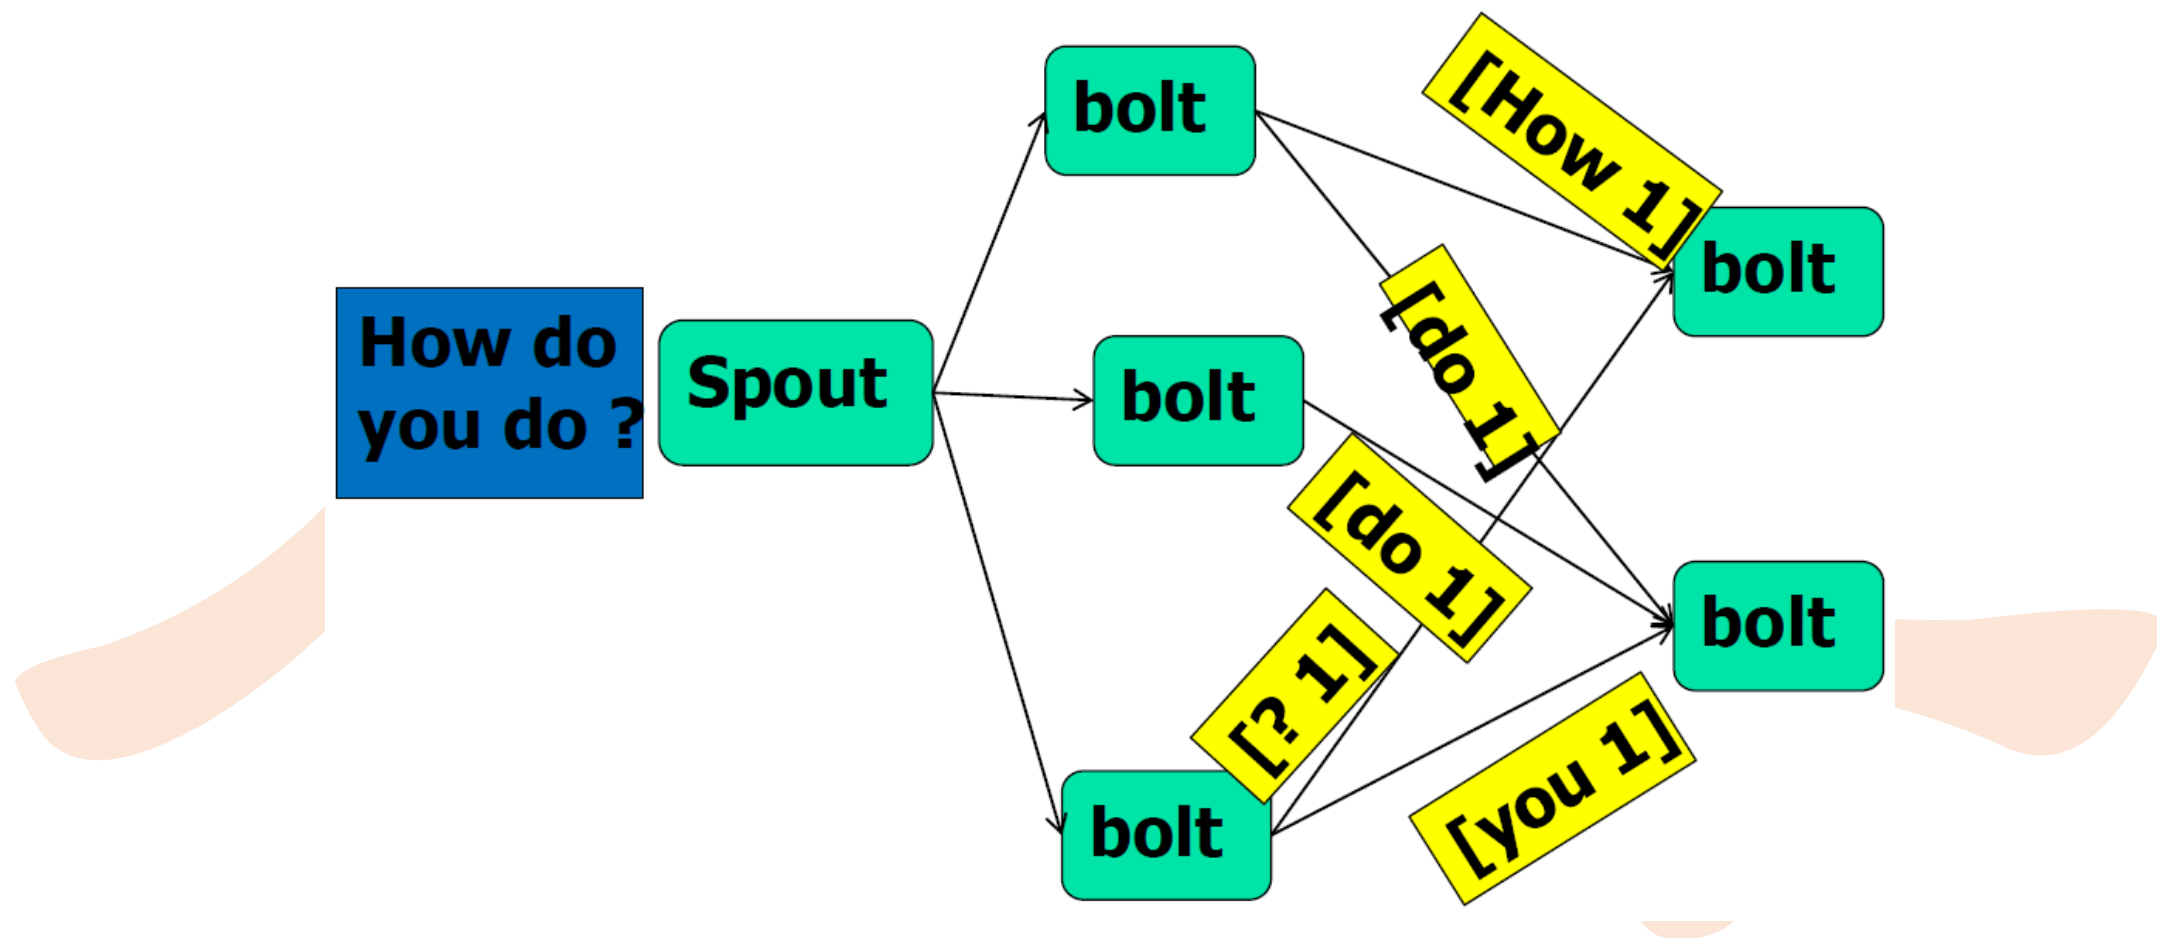 How do
you do ?
Spout
bolt
bolt
bolt
[How 1]
[do 1]
[do 1]
[? 1]
[you 1]
bolt
bolt